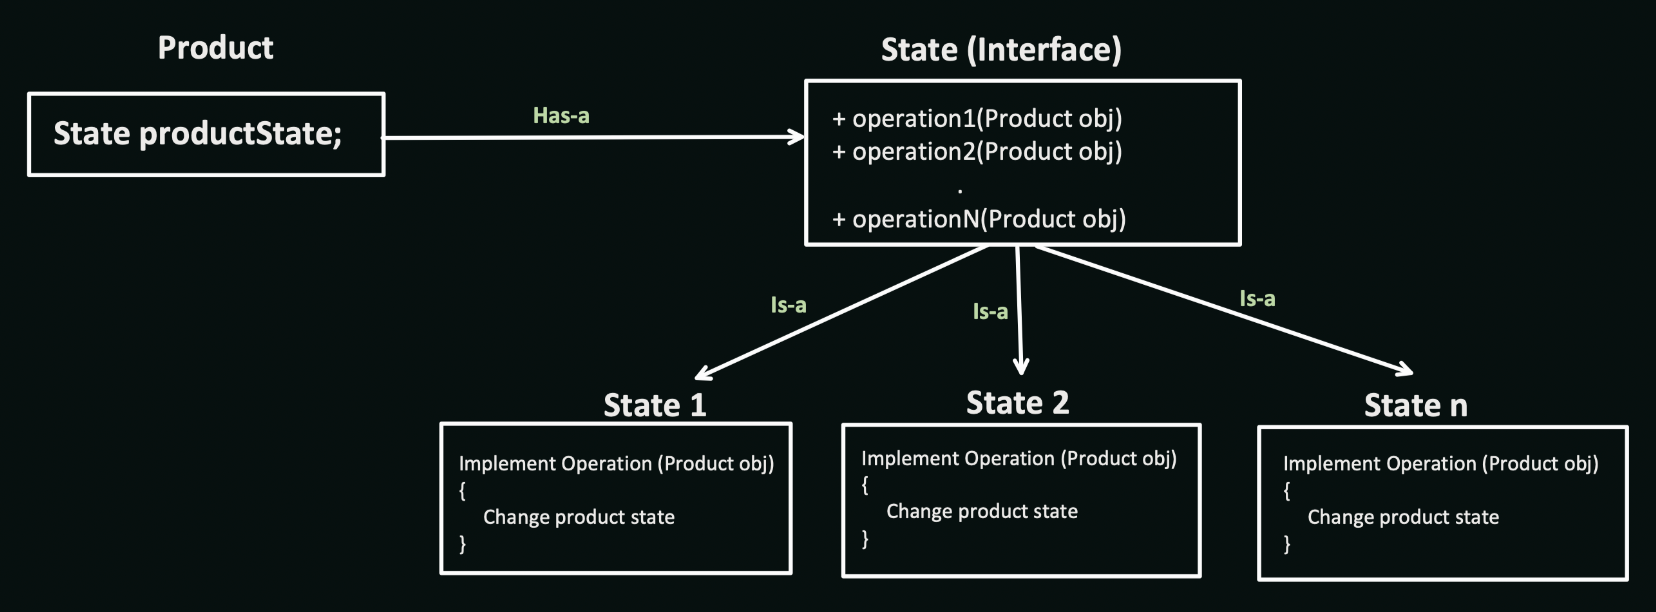 Product
State productState;
Has-a
State (Interface)
+ operation1(Product obj)
+ operation2(Product obj)
.
+ operationN(Product obj)
Is-a
Is-a
Is-a
State 1
Implement Operation (Product obj)
{
Change product state
}
State 2
Implement Operation (Product obj)
{
Change product state
}
State n
Implement Operation (Product obj)
{
Change product state
}